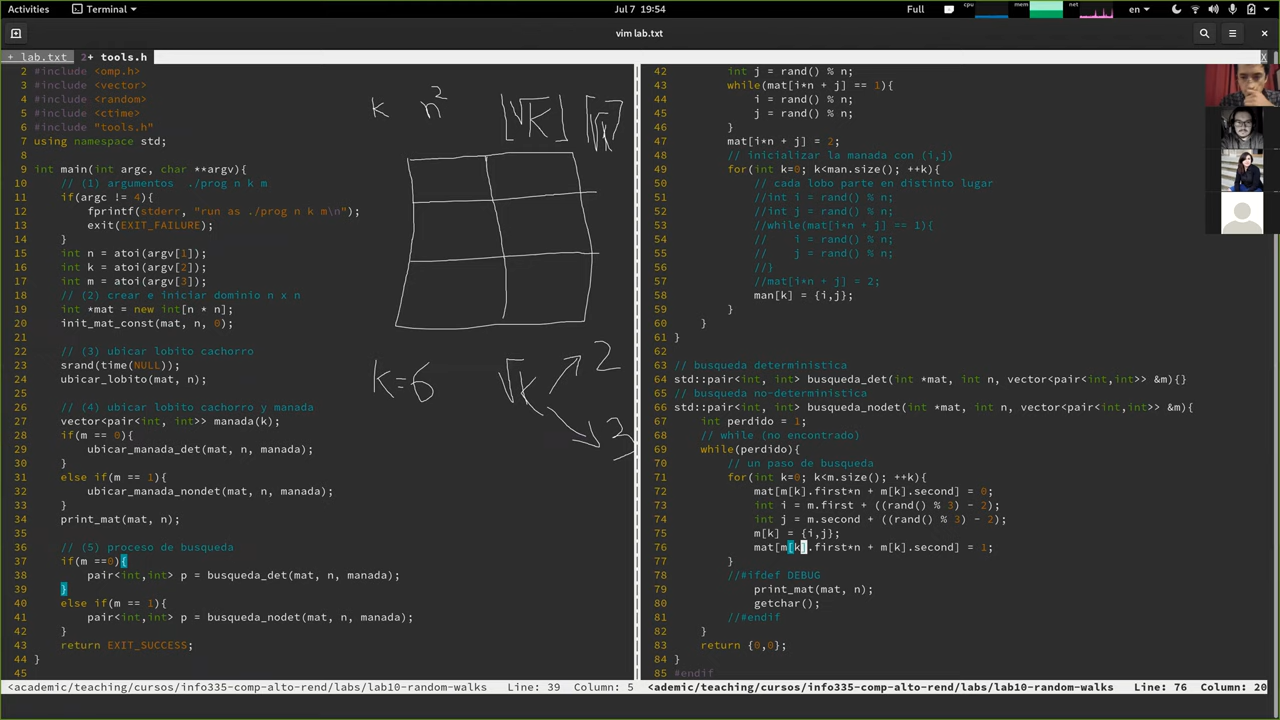 Activities
Terminal
Jul 7 19:54
Full
cpu
mem
net
en
vim lab.txt
+ lab.txt 2+ tools.h
X
2 #include <omp.h>
3 #include <vector>
4 #include <random>
5 #include <ctime>
6 #include "tools.h"
7 using namespace std;
8
9 int main(int argc, char **argv){
10 // (1) argumentos ./prog n k m
11 if(argc != 4){
12 fprintf(stderr, "run as ./prog n k m\n");
13 exit(EXIT_FAILURE);
14 }
15 int n = atoi(argv[1]);
16 int k = atoi(argv[2]);
17 int m = atoi(argv[3]);
18 // (2) crear e iniciar dominio n x n
19 int *mat = new int[n * n];
20 init_mat_const(mat, n, 0);
21
22 // (3) ubicar lobito cachorro
23 srand(time(NULL));
24 ubicar_lobito(mat, n);
25
26 // (4) ubicar lobito cachorro y manada
27 vector<pair<int, int>> manada(k);
28 if(m == 0){
29 ubicar_manada_det(mat, n, manada);
30 }
31 else if(m == 1){
32 ubicar_manada_nondet(mat, n, manada);
33 }
34 print_mat(mat, n);
35
36 // (5) proceso de busqueda
37 if(m ==0){
38 pair<int,int> p = busqueda_det(mat, n, manada);
39 }
40 else if(m == 1){
41 pair<int,int> p = busqueda_nodet(mat, n, manada);
42 }
43 return EXIT_SUCCESS;
44 }
45
<academic/teaching/cursos/info335-comp-alto-rend/labs/lab10-random-walks Line: 39 Column: 5
k n² ⌊√K⌋ ⌈√k⌉
k=6 √k 2
3
42 int j = rand() % n;
43 while(mat[i*n + j] == 1){
44 i = rand() % n;
45 j = rand() % n;
46 }
47 mat[i*n + j] = 2;
48 // inicializar la manada con (i,j)
49 for(int k=0; k<man.size(); ++k){
50 // cada lobo parte en distinto lugar
51 //int i = rand() % n;
52 //int j = rand() % n;
53 //while(mat[i*n + j] == 1){
54 // i = rand() % n;
55 // j = rand() % n;
56 //}
57 //mat[i*n + j] = 2;
58 man[k] = {i,j};
59 }
60 }
61 }
62
63 // busqueda deterministica
64 std::pair<int, int> busqueda_det(int *mat, int n, vector<pair<int,int>> &m){}
65 // busqueda no-deterministica
66 std::pair<int, int> busqueda_nodet(int *mat, int n, vector<pair<int,int>> &m){
67 int perdido = 1;
68 // while (no encontrado)
69 while(perdido){
70 // un paso de busqueda
71 for(int k=0; k<m.size(); ++k){
72 mat[m[k].first*n + m[k].second] = 0;
73 int i = m.first + ((rand() % 3) - 2);
74 int j = m.second + ((rand() % 3) - 2);
75 m[k] = {i,j};
76 mat[m[k].first*n + m[k].second] = 1;
77 }
78 //#ifdef DEBUG
79 print_mat(mat, n);
80 getchar();
81 //#endif
82 }
83 return {0,0};
84 }
85 #endif
<ademic/teaching/cursos/info335-comp-alto-rend/labs/lab10-random-walks Line: 76 Column: 20